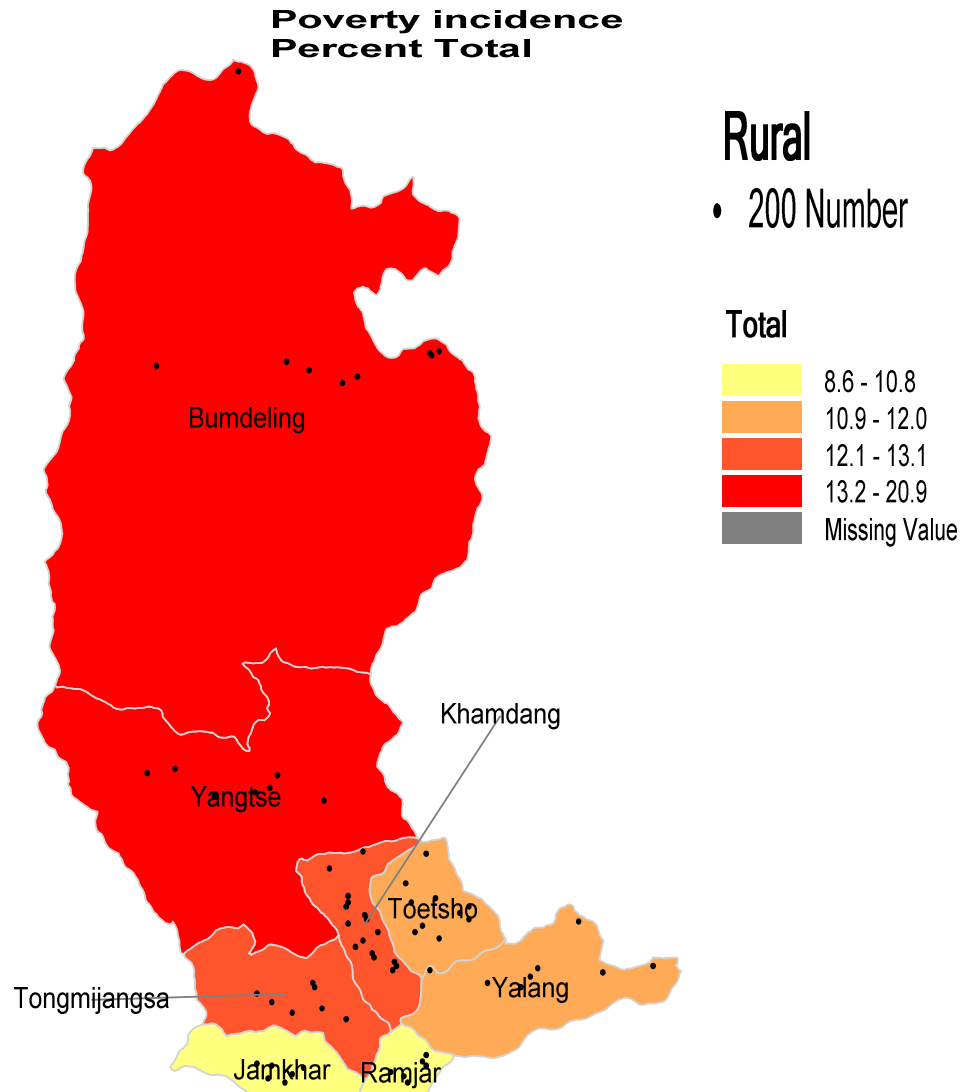 Poverty incidence
Percent Total
Rural
200 Number
Total
8.6 - 10.8
10.9 - 12.0
12.1 - 13.1
13.2 - 20.9
Missing Value
Bumdeling
Khamdang
Yangtse
Toetsho
Yalang
Tongmijangsa
Jamkhar
Ramjar